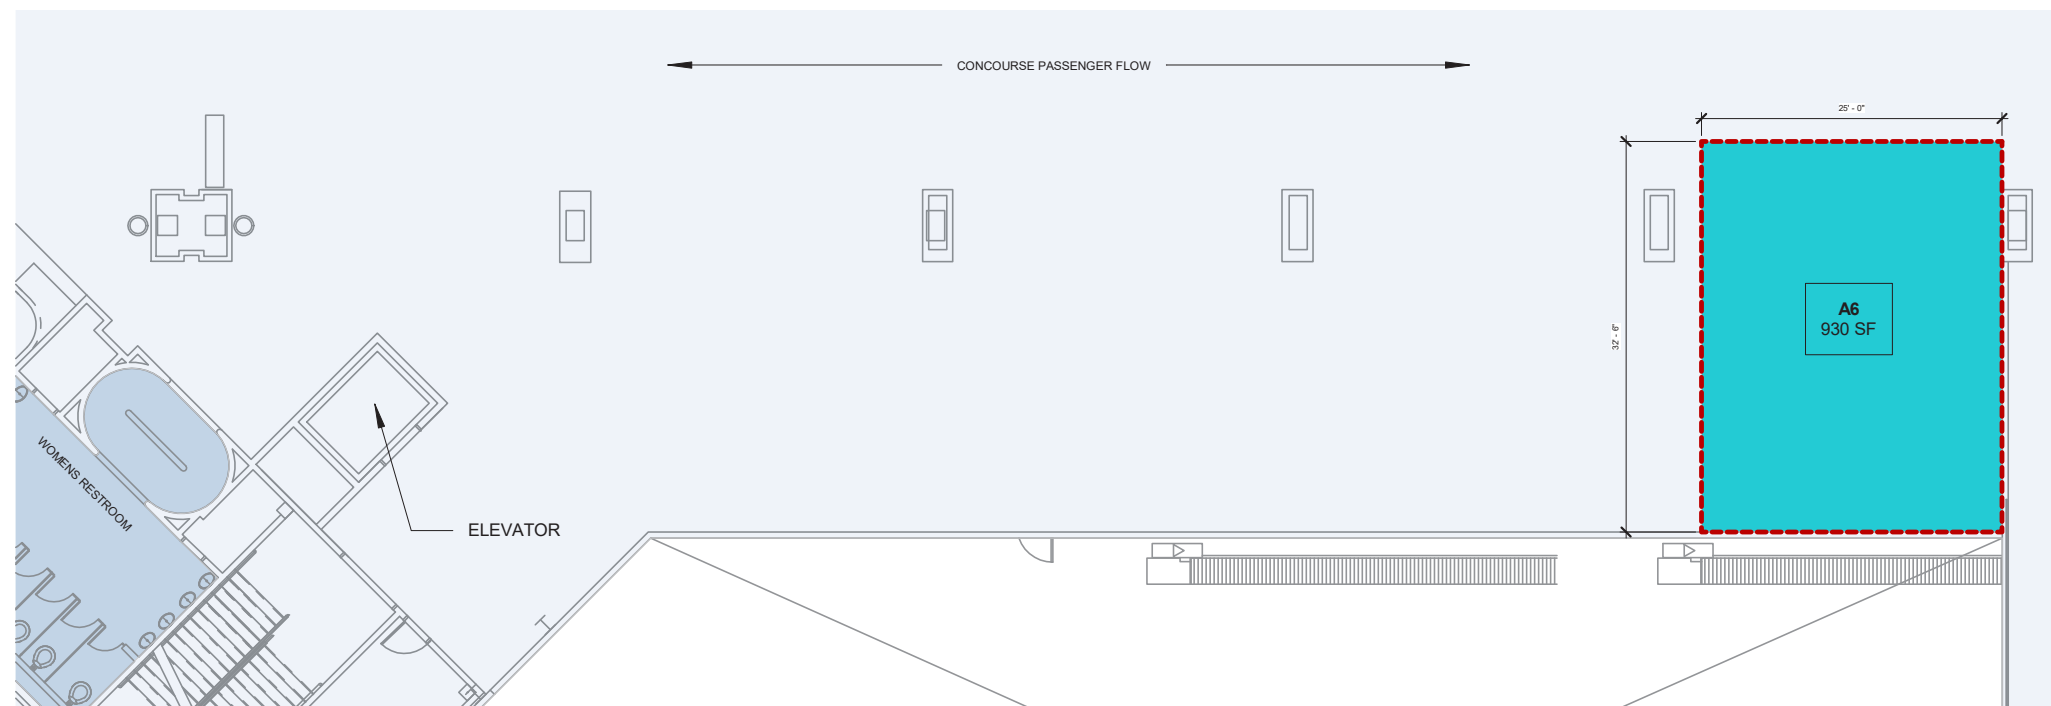 CONCOURSE PASSENGER FLOW
25' - 0"
32' - 6"
A6
930 SF
WOMENS RESTROOM
ELEVATOR